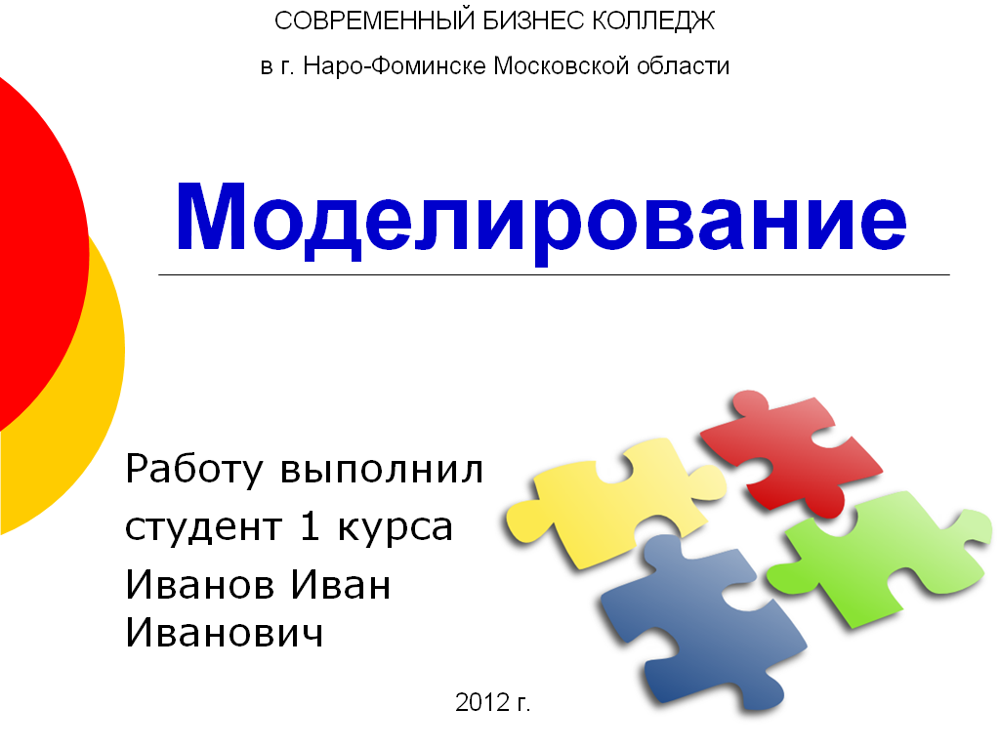 СОВРЕМЕННЫЙ БИЗНЕС КОЛЛЕДЖ
в г. Наро-Фоминске Московской области
Моделирование
Работу выполнил
студент 1 курса
Иванов Иван
Иванович
2012 г.